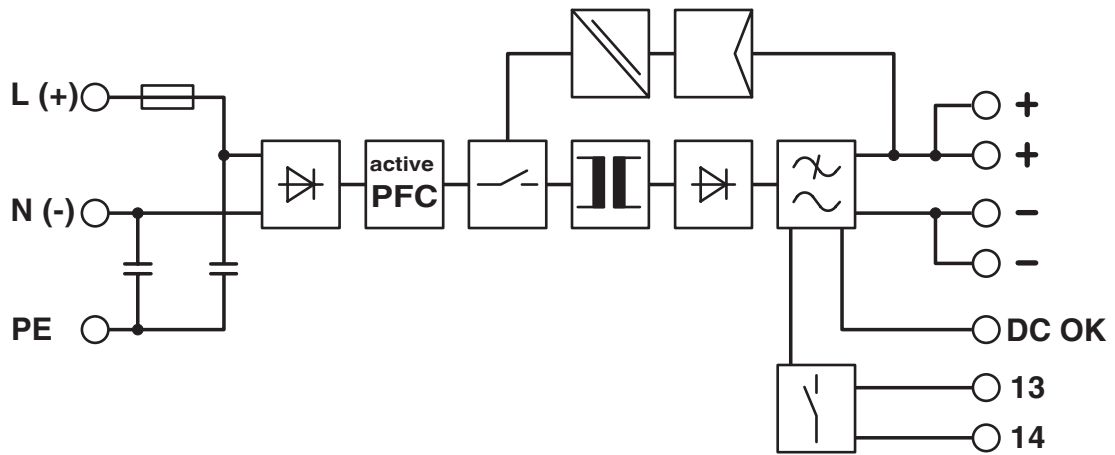 L (+)
N (-)
PE
active
PFC
+
+
−
−
DC OK
13
14